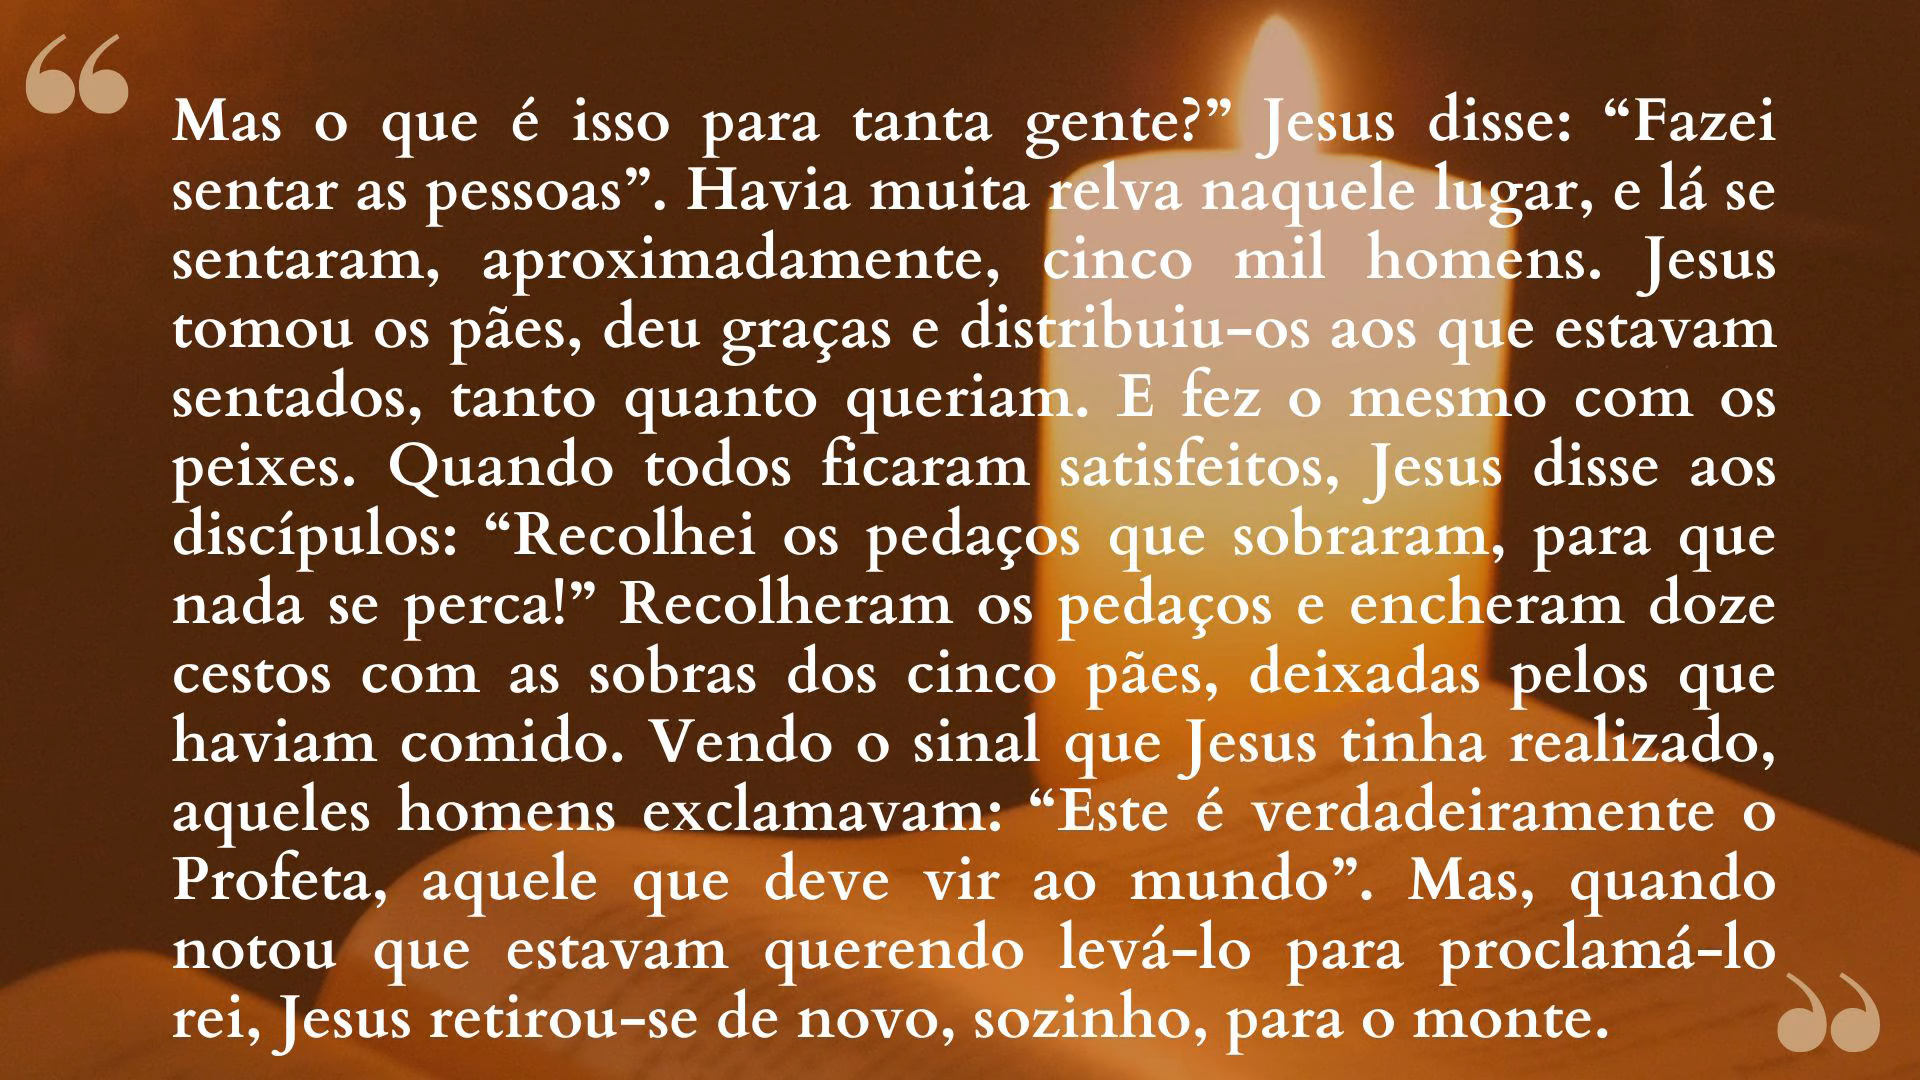 Mas o que é isso para tanta gente?” Jesus disse: “Fazei
sentar as pessoas”. Havia muita relva naquele lugar, e lá se
sentaram, aproximadamente, cinco mil homens. Jesus
tomou os pães, deu graças e distribuiu-os aos que estavam
sentados, tanto quanto queriam. E fez o mesmo com os
peixes. Quando todos ficaram satisfeitos, Jesus disse aos
discípulos: “Recolhei os pedaços que sobraram, para que
nada se perca!” Recolheram os pedaços e encheram doze
cestos com as sobras dos cinco pães, deixadas pelos que
haviam comido. Vendo o sinal que Jesus tinha realizado,
aqueles homens exclamavam: “Este é verdadeiramente o
Profeta, aquele que deve vir ao mundo”. Mas, quando
notou que estavam querendo levá-lo para proclamá-lo
rei, Jesus retirou-se de novo, sozinho, para o monte.